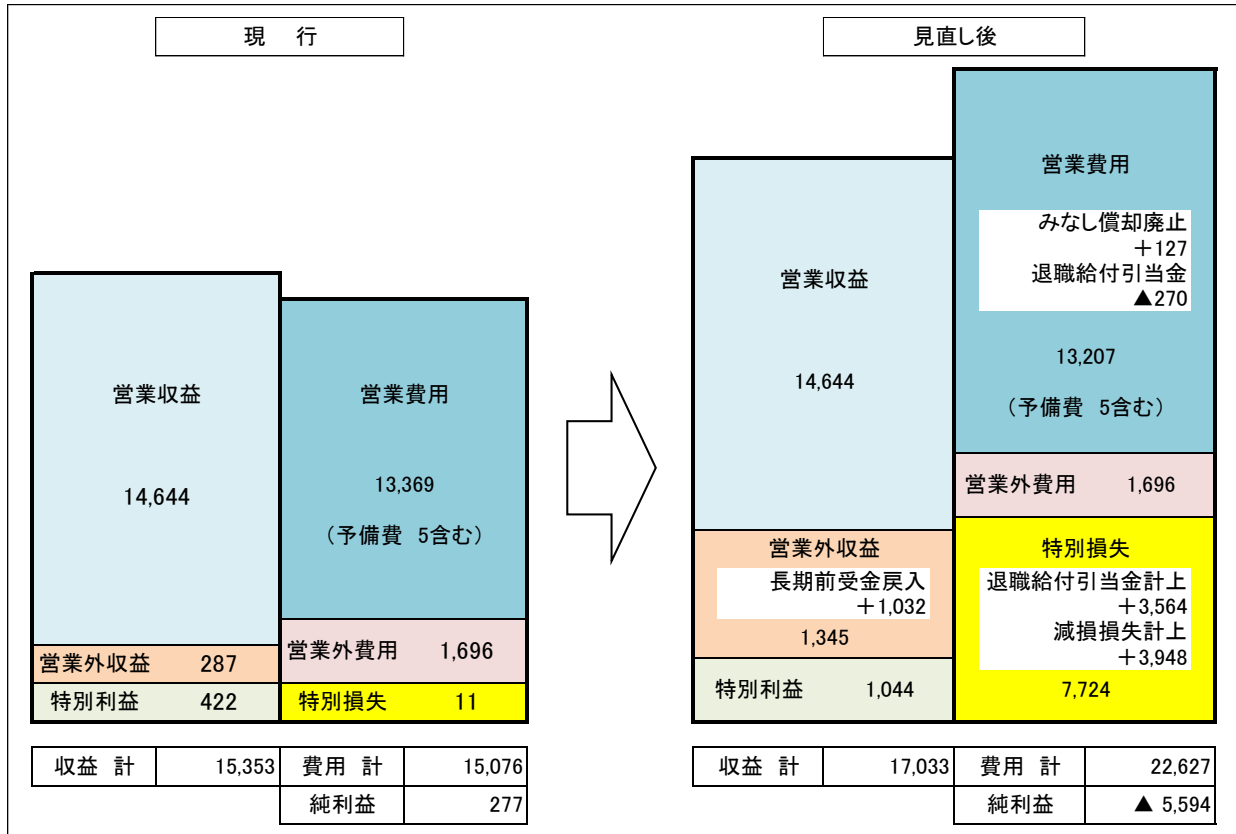 現 行
営業収益
14,644
営業外収益 287
特別利益 422
営業費用
13,369
（予備費 5含む）
営業外費用 1,696
特別損失 11
収益 計 15,353 費用 計 15,076
純利益 277
見直し後
営業収益
14,644
営業外収益
長期前受金戻入
＋1,032
1,345
特別利益 1,044
営業費用
みなし償却廃止
＋127
退職給付引当金
▲270
13,207
（予備費 5含む）
営業外費用 1,696
特別損失
退職給付引当金計上
＋3,564
減損損失計上
＋3,948
7,724
収益 計 17,033 費用 計 22,627
純利益 ▲ 5,594